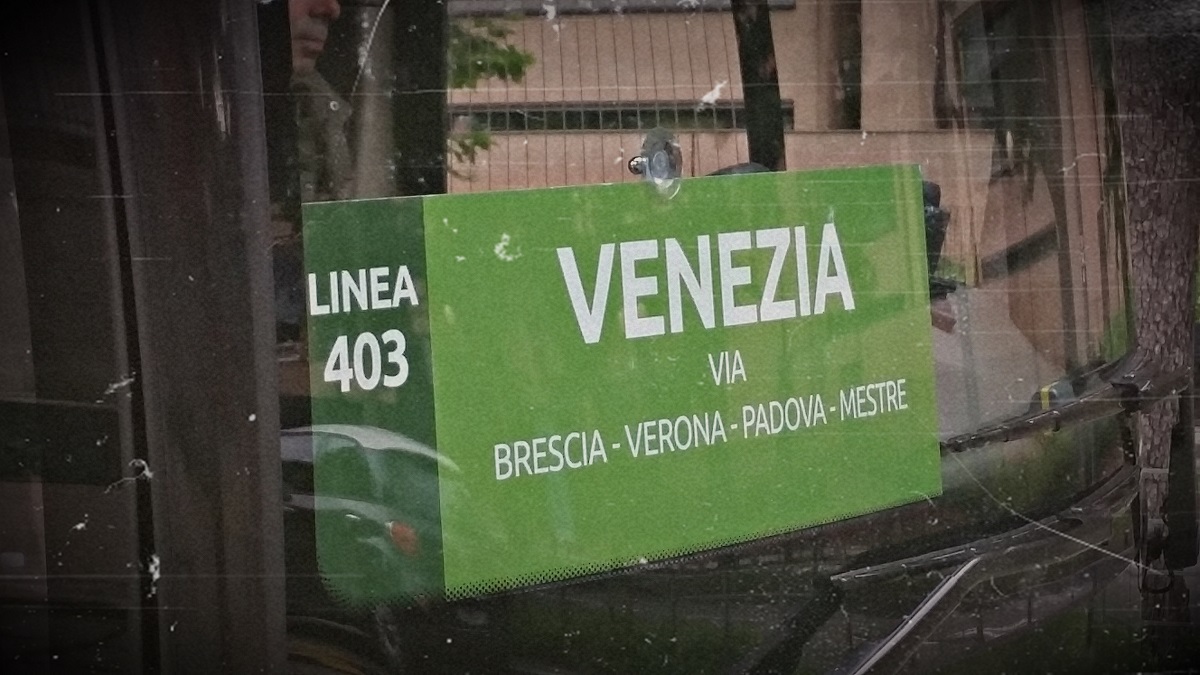 LINEA
403
VENEZIA
VIA
BRESCIA - VERONA - PADOVA - MESTRE